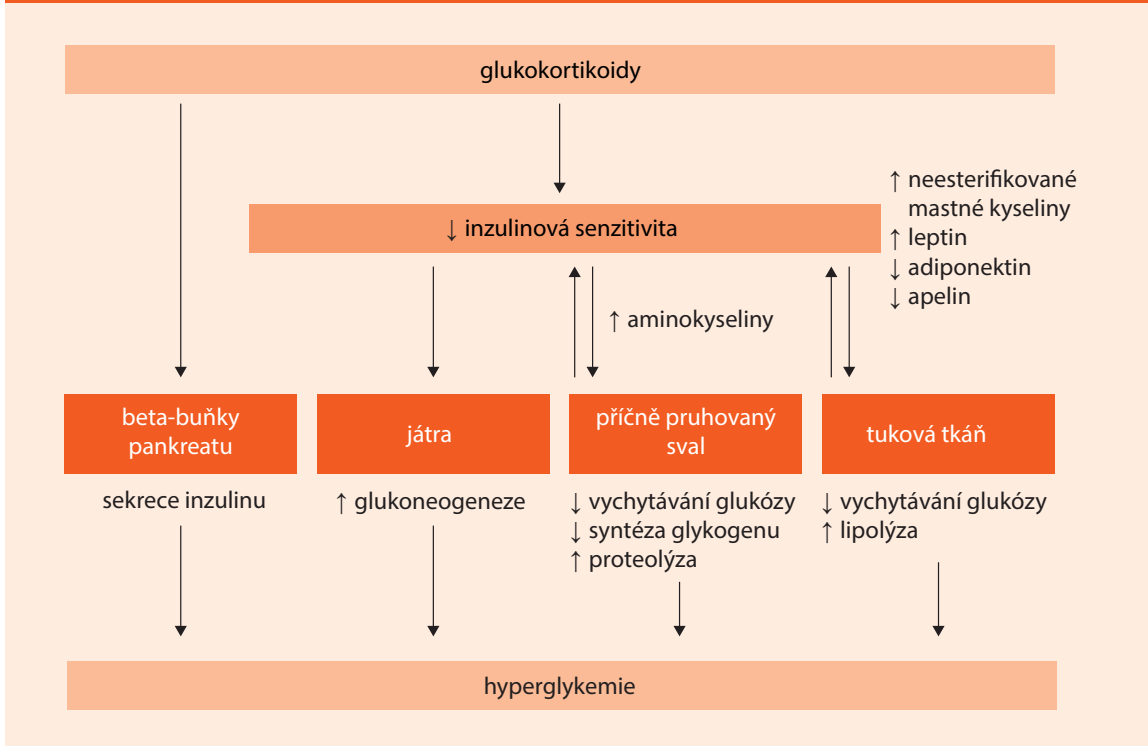 glukokortikoidy
↓ inzulinová senzitivita
↑ neesterifikované
mastné kyseliny
↑ leptin
↓ adiponektin
↓ apelin
↑ aminokyseliny
beta-buňky
pankreatu
játra
příčně pruhovaný
sval
tuková tkáň
sekrece inzulinu
↑ glukoneogeneze
↓ vychytávání glukózy
↓ syntéza glykogenu
↑ proteolýza
↓ vychytávání glukózy
↑ lipolýza
hyperglykemie